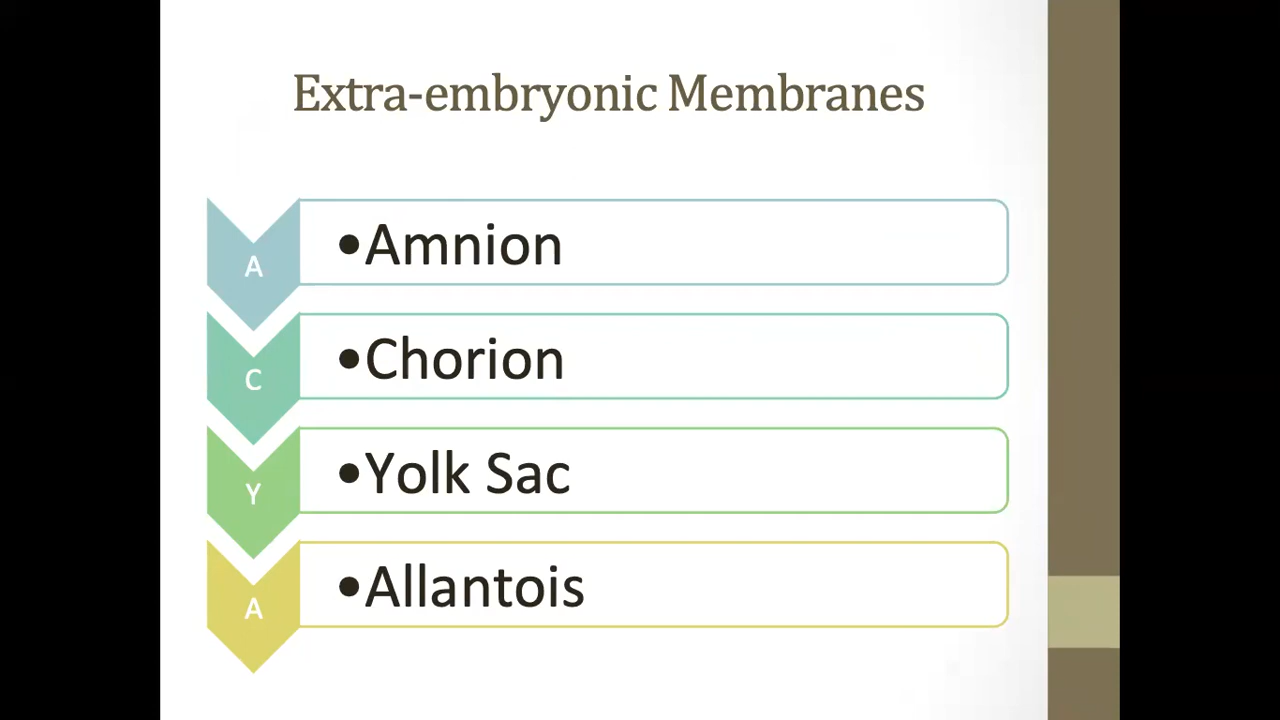 Extra-embryonic Membranes
A
•Amnion
C
•Chorion
Y
•Yolk Sac
A
•Allantois